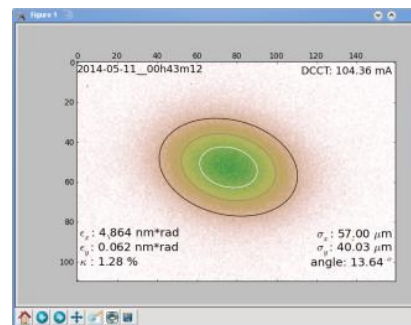 Figure 1
0 20 40 60 80 100 120 140
2014-05-11__00h43m12 DCCT: 104.36 mA
0
20
40
60
80
100
ϵx: 4.864 nm*rad
ϵy: 0.062 nm*rad
κ: 1.28 %
σx: 57.00 μm
σy: 40.03 μm
angle: 13.64 °